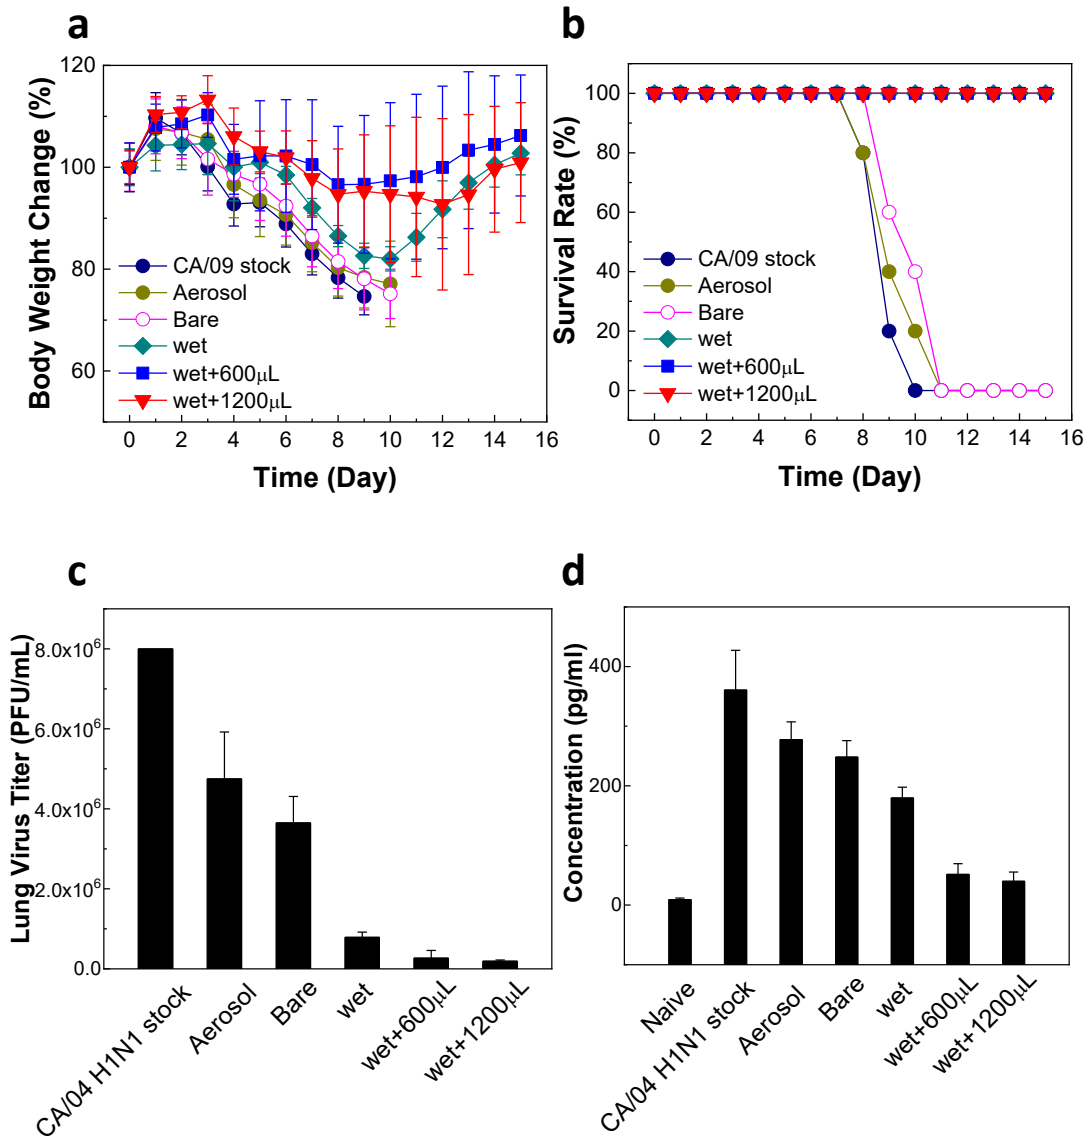 a
Body Weight Change (%)
120
100
80
60
CA/09 stock
Aerosol
Bare
wet
wet+600μL
wet+1200μL
0 2 4 6 8 10 12 14 16
Time (Day)
b
Survival Rate (%)
100
80
60
40
20
0
CA/09 stock
Aerosol
Bare
wet
wet+600μL
wet+1200μL
0 2 4 6 8 10 12 14 16
Time (Day)
c
Lung Virus Titer (PFU/mL)
8.0x10⁶
6.0x10⁶
4.0x10⁶
2.0x10⁶
0.0
CA/04 H1N1 stock
Aerosol
Bare
wet
wet+600μL
wet+1200μL
d
Concentration (pg/ml)
400
200
0
Naive
CA/04 H1N1 stock
Aerosol
Bare
wet
wet+600μL
wet+1200μL